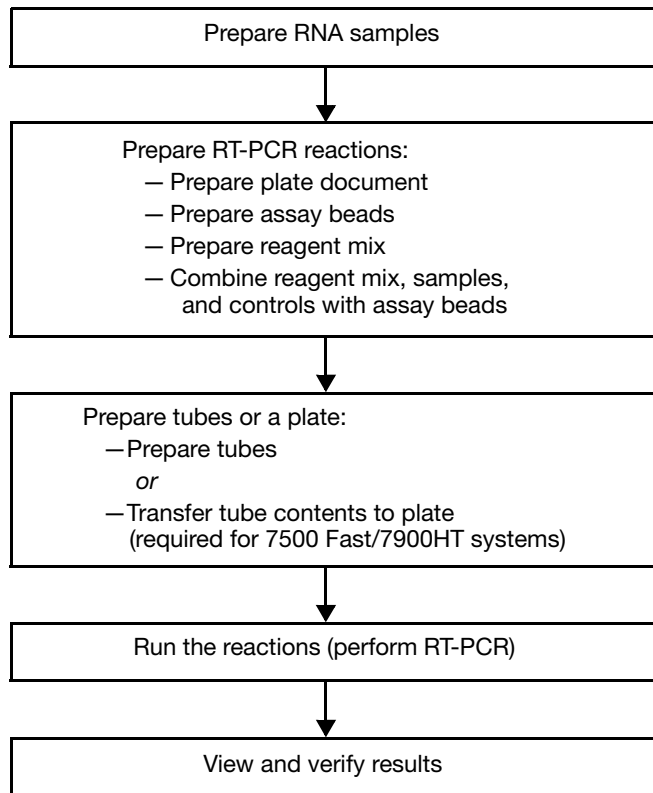 Prepare RNA samples
Prepare RT-PCR reactions:
— Prepare plate document
— Prepare assay beads
— Prepare reagent mix
— Combine reagent mix, samples,
and controls with assay beads
Prepare tubes or a plate:
—Prepare tubes
or
—Transfer tube contents to plate
(required for 7500 Fast/7900HT systems)
Run the reactions (perform RT-PCR)
View and verify results